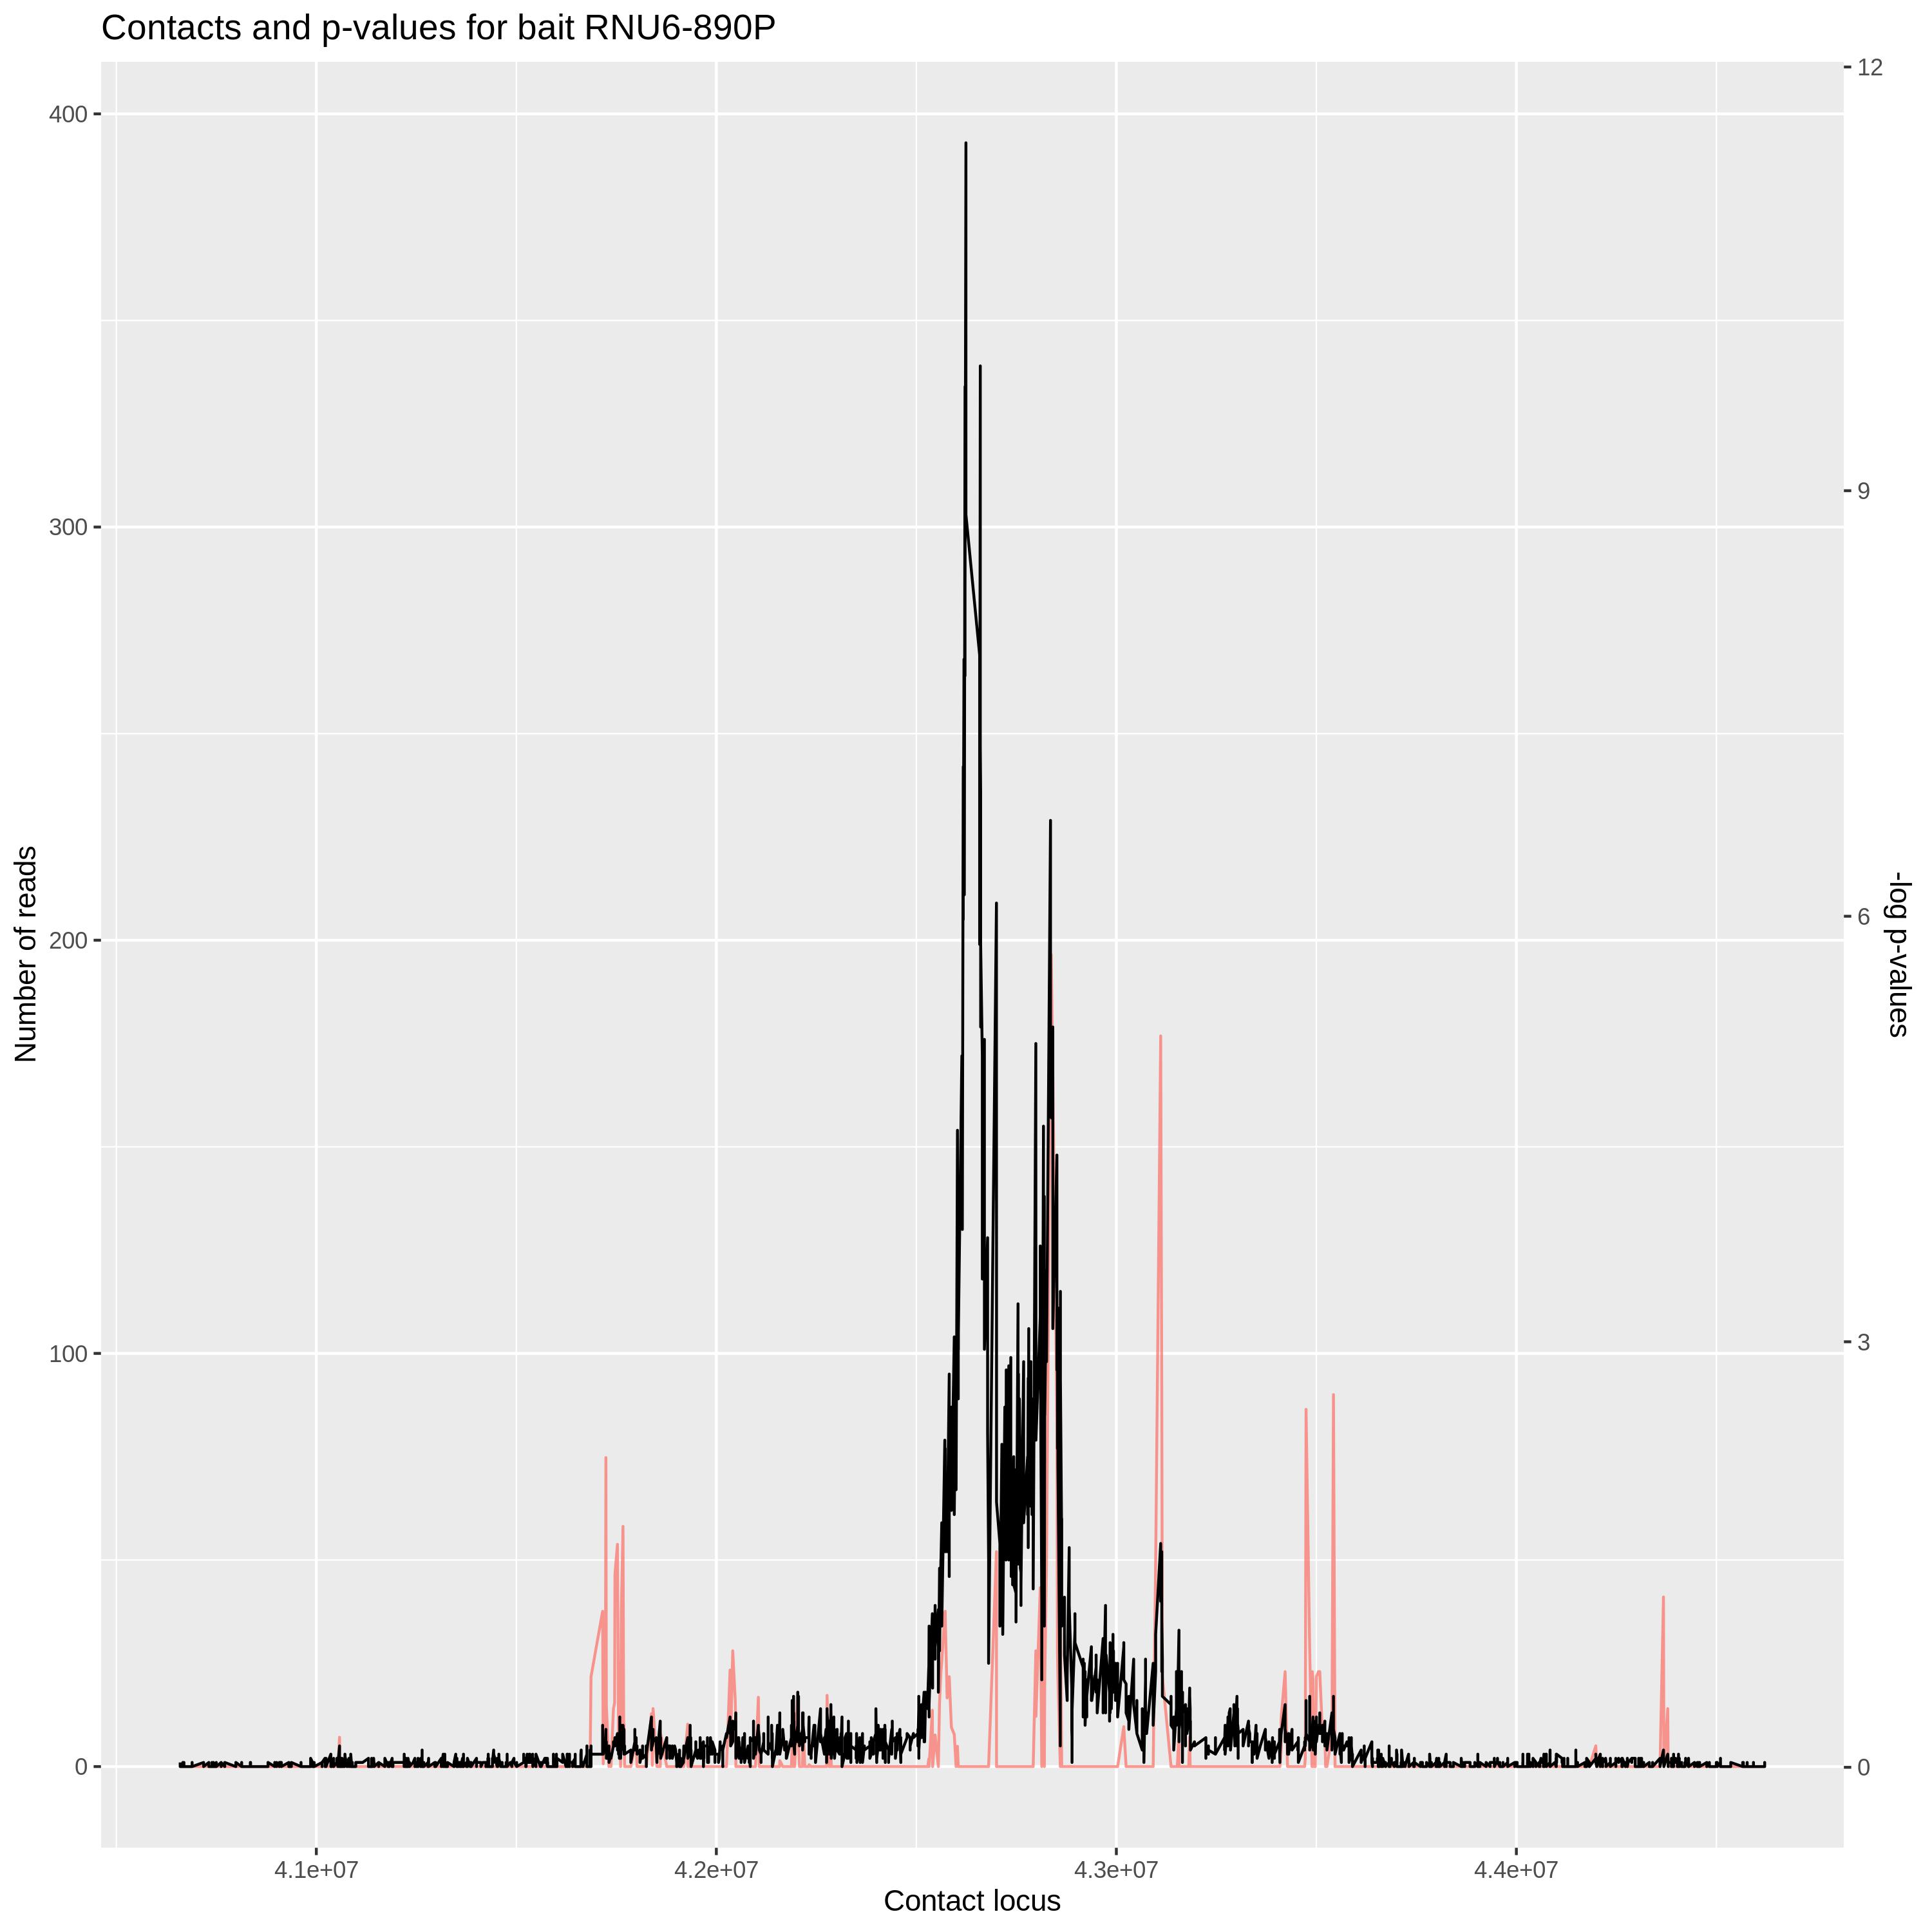 Contacts and p-values for bait RNU6-890P
400
300
200
100
0
Number of reads
12
9
6
3
0
-log p-values
4.1e+07 4.2e+07 4.3e+07 4.4e+07
Contact locus